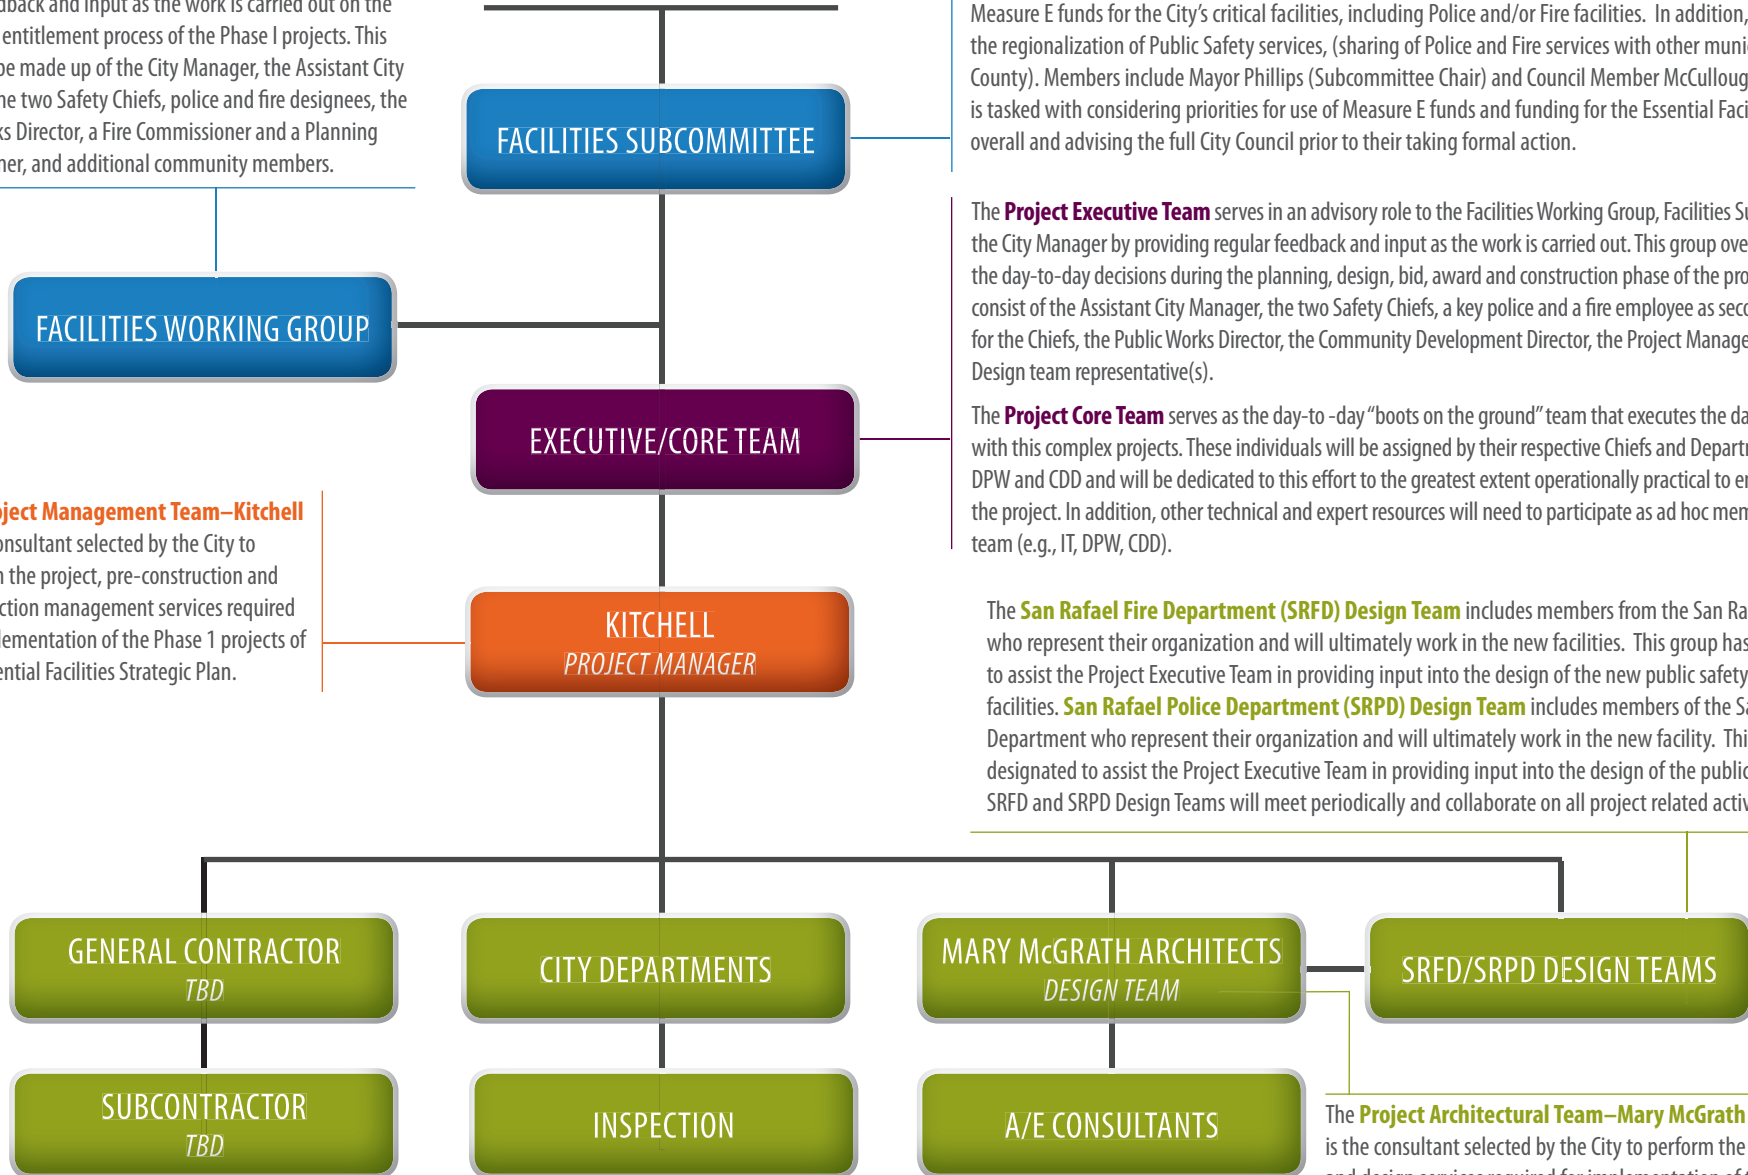 dback and input as the work is carried out on the
entitlement process of the Phase I projects. This
be made up of the City Manager, the Assistant City
he two Safety Chiefs, police and fire designees, the
ks Director, a Fire Commissioner and a Planning
ner, and additional community members.
Measure E funds for the City's critical facilities, including Police and/or Fire facilities. In addition,
the regionalization of Public Safety services, (sharing of Police and Fire services with other munic
County). Members include Mayor Phillips (Subcommittee Chair) and Council Member McCulloug
is tasked with considering priorities for use of Measure E funds and funding for the Essential Facil
overall and advising the full City Council prior to their taking formal action.
FACILITIES SUBCOMMITTEE
The Project Executive Team serves in an advisory role to the Facilities Working Group, Facilities Su
the City Manager by providing regular feedback and input as the work is carried out. This group ove
the day-to-day decisions during the planning, design, bid, award and construction phase of the pro
consist of the Assistant City Manager, the two Safety Chiefs, a key police and a fire employee as seco
for the Chiefs, the Public Works Director, the Community Development Director, the Project Manage
Design team representative(s).
FACILITIES WORKING GROUP
The Project Core Team serves as the day-to -day “boots on the ground” team that executes the da
with this complex projects. These individuals will be assigned by their respective Chiefs and Departm
DPW and CDD and will be dedicated to this effort to the greatest extent operationally practical to en
the project. In addition, other technical and expert resources will need to participate as ad hoc mem
team (e.g., IT, DPW, CDD).
EXECUTIVE/CORE TEAM
oject Management Team–Kitchell
onsultant selected by the City to
n the project, pre-construction and
ction management services required
plementation of the Phase 1 projects of
ential Facilities Strategic Plan.
KITCHELL
PROJECT MANAGER
The San Rafael Fire Department (SRFD) Design Team includes members from the San Ra
who represent their organization and will ultimately work in the new facilities. This group has
to assist the Project Executive Team in providing input into the design of the new public safety
facilities. San Rafael Police Department (SRPD) Design Team includes members of the Sa
Department who represent their organization and will ultimately work in the new facility. Thi
designated to assist the Project Executive Team in providing input into the design of the public
SRFD and SRPD Design Teams will meet periodically and collaborate on all project related activ
GENERAL CONTRACTOR
TBD
CITY DEPARTMENTS
MARY McGRATH ARCHITECTS
DESIGN TEAM
SRFD/SRPD DESIGN TEAMS
SUBCONTRACTOR
TBD
INSPECTION
A/E CONSULTANTS
The Project Architectural Team–Mary McGrath
is the consultant selected by the City to perform the
and design services required for implementation of